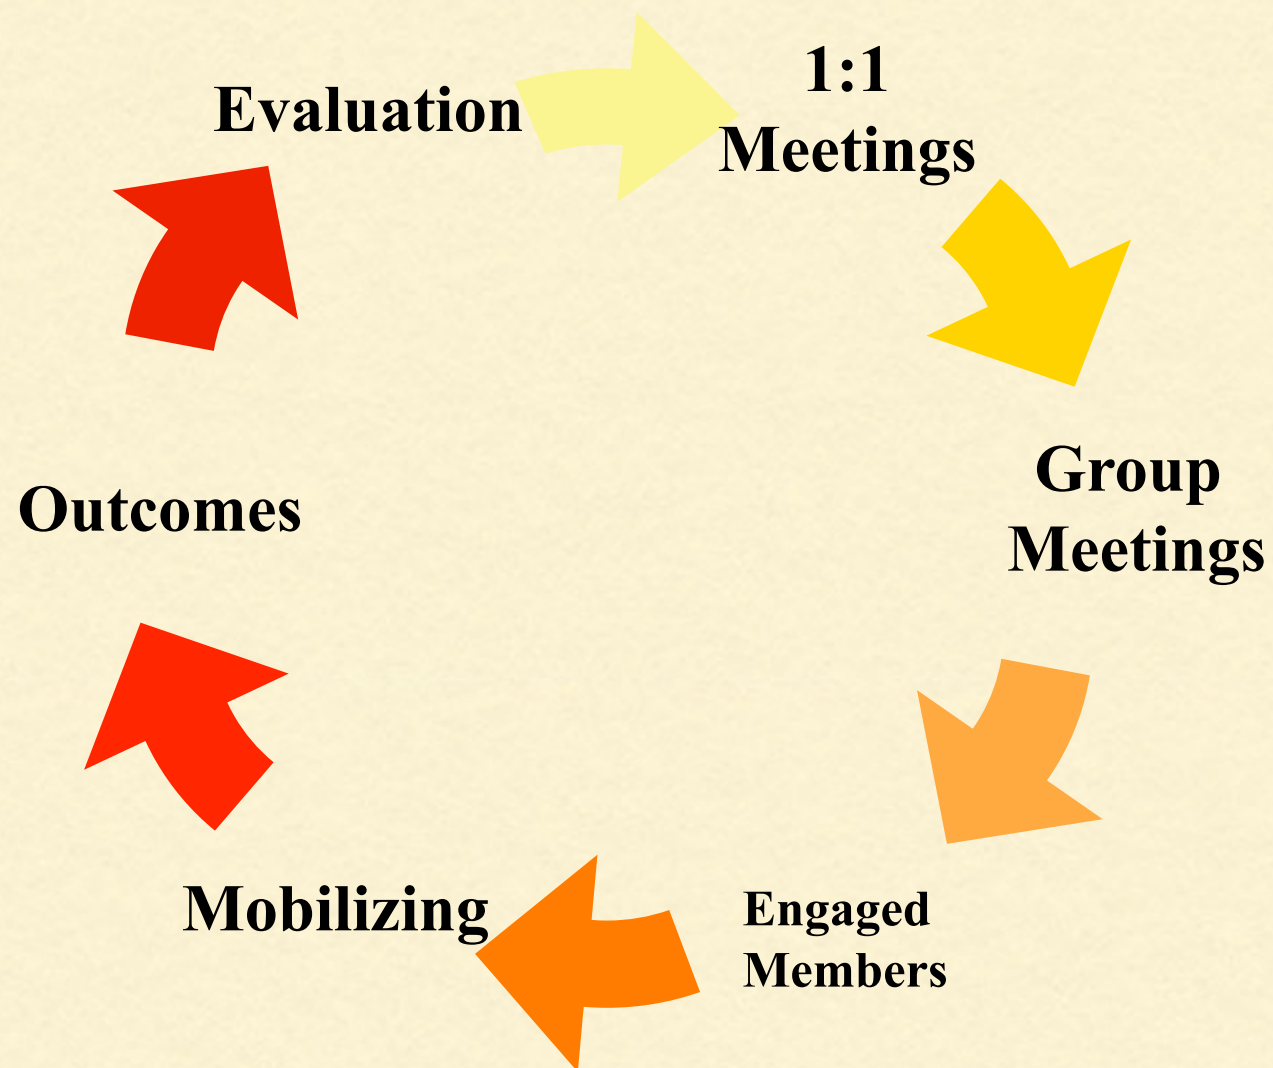 Evaluation
1:1
Meetings
Group
Meetings
Engaged
Members
Mobilizing
Outcomes